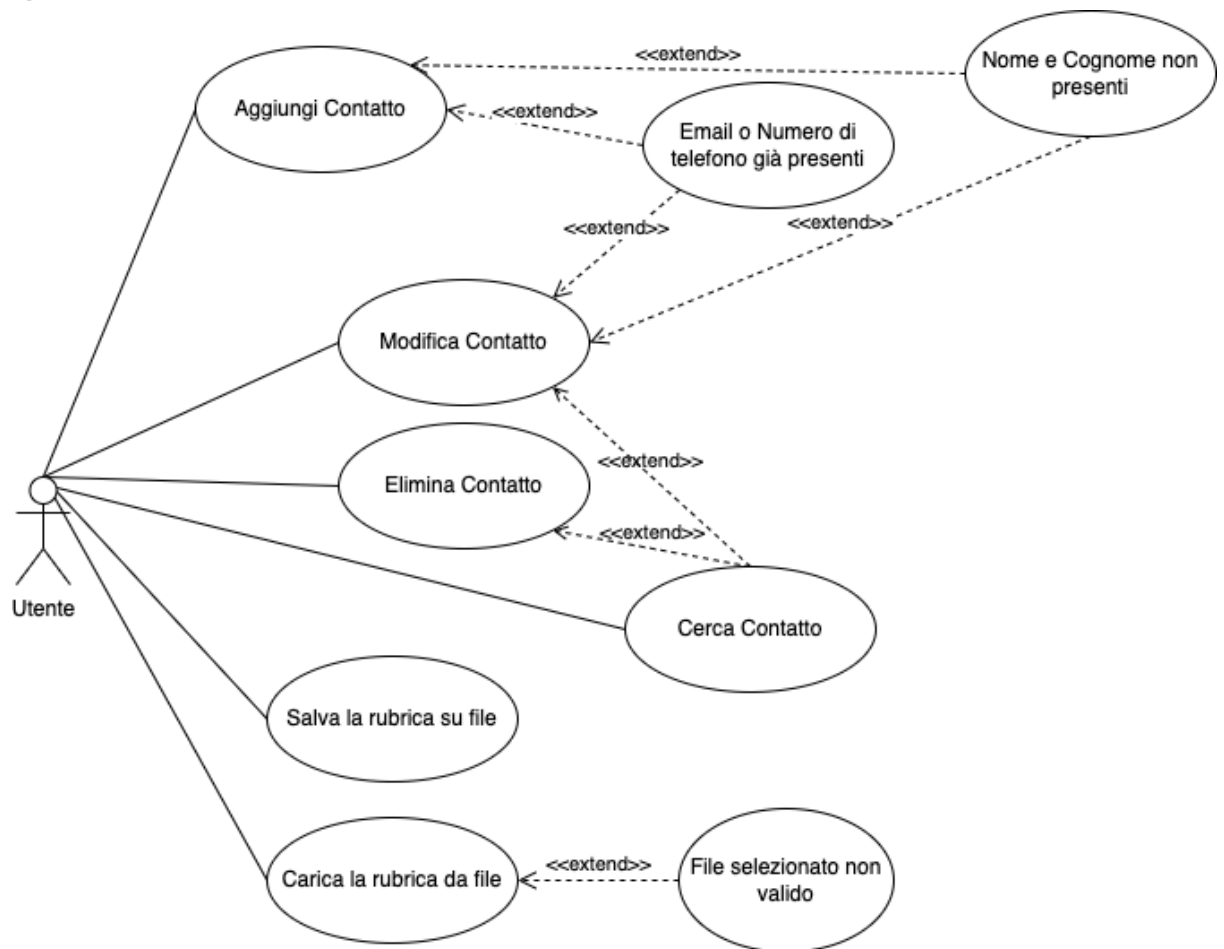 <<extend>>
Nome e Cognome non
presenti
Aggiungi Contatto
<<extend>>
Email o Numero di
telefono già presenti
<<extend>>
<<extend>>
Modifica Contatto
<<extend>>
Elimina Contatto
<<extend>>
Utente
Cerca Contatto
Salva la rubrica su file
<<extend>>
Carica la rubrica da file
File selezionato non
valido